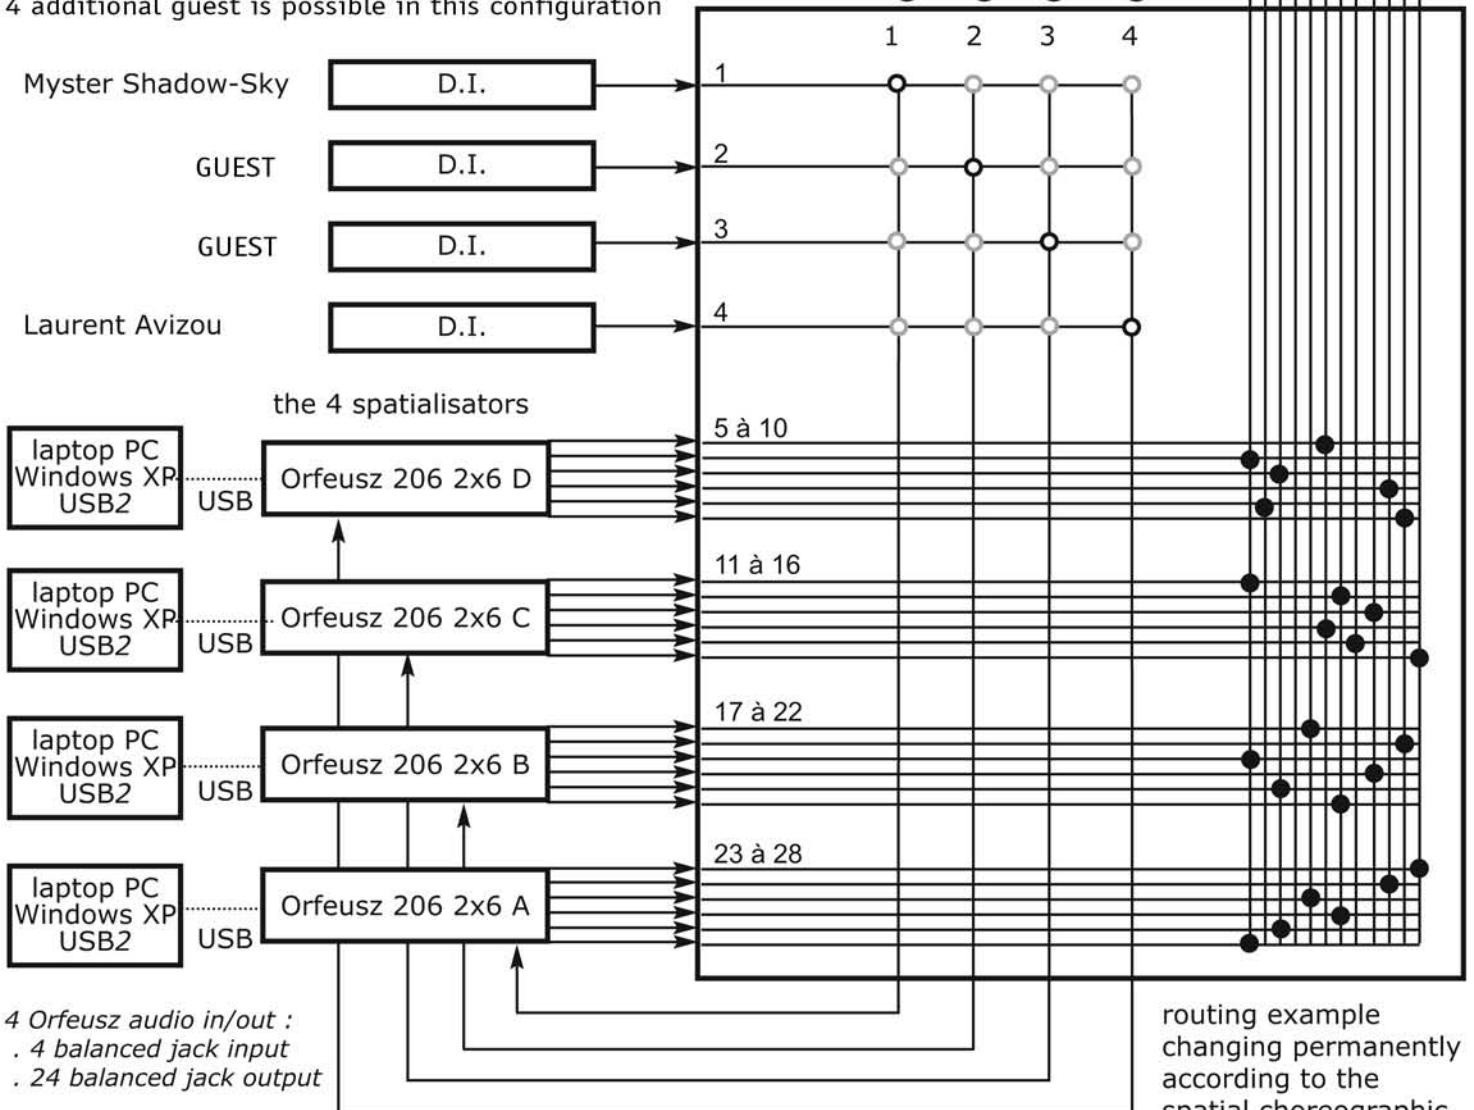 4 additional guest is possible in this configuration
1 2 3 4
Myster Shadow-Sky D.I. 1
GUEST D.I. 2
GUEST D.I. 3
Laurent Avizou D.I. 4
the 4 spatialisators
5 à 10
laptop PC
Windows XP
USB2
USB
Orfeusz 206 2x6 D
11 à 16
laptop PC
Windows XP
USB2
USB
Orfeusz 206 2x6 C
17 à 22
laptop PC
Windows XP
USB2
USB
Orfeusz 206 2x6 B
23 à 28
laptop PC
Windows XP
USB2
USB
Orfeusz 206 2x6 A
4 Orfeusz audio in/out :
. 4 balanced jack input
. 24 balanced jack output
routing example
changing permanently
according to the
spatial choreographic